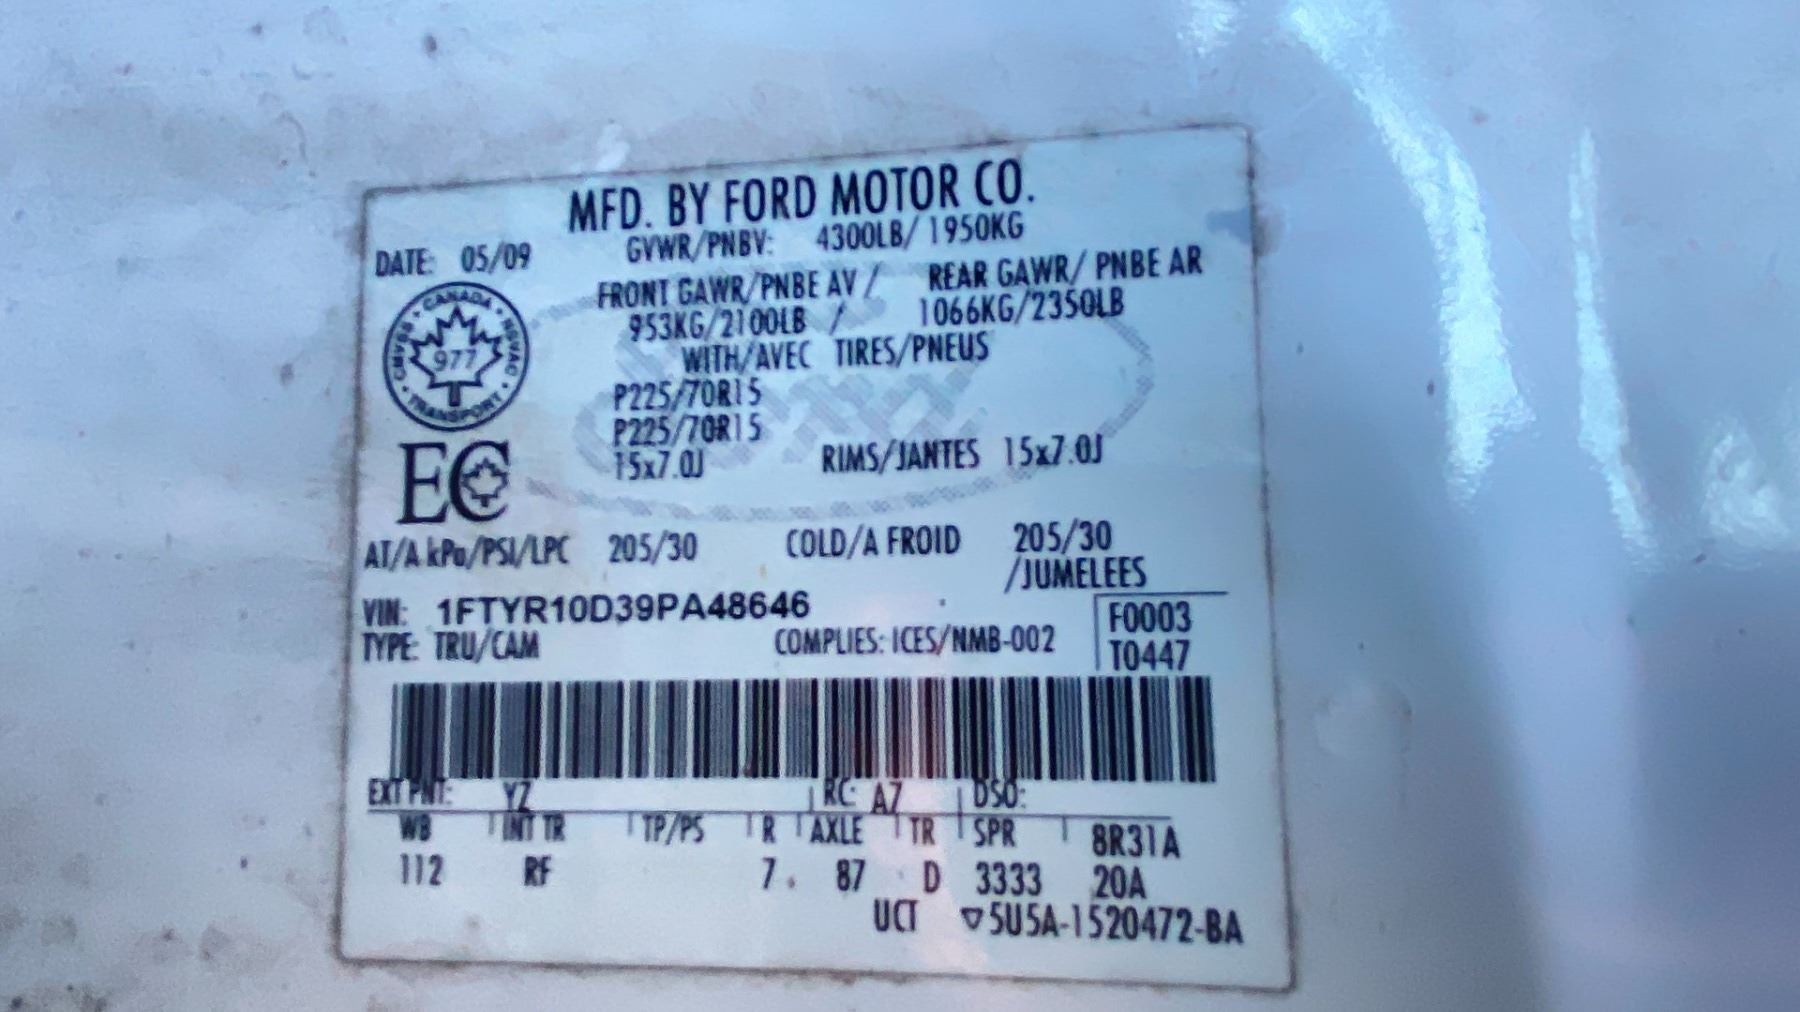 MFD. BY FORD MOTOR CO.
DATE: 05/09 GVWR/PNBV: 4300LB/ 1950KG
FRONT GAWR/PNBE AV / REAR GAWR/ PNBE AR
953KG/2100LB / 1066KG/2350LB
WITH/AVEC TIRES/PNEUS
CANADA
CMVSS NSVAC
977
TRANSPORT
P225/70R15
P225/70R15
15x7.0J RIMS/JANTES 15x7.0J
EC
AT/A kPa/PSI/LPC 205/30 COLD/A FROID 205/30
/JUMELEES
VIN: 1FTYR10D39PA48646 F0003
TYPE: TRU/CAM COMPLIES: ICES/NMB-002 T0447
EXT PNT: YZ RC: A7 DSO:
WB INT TR TP/PS R AXLE TR SPR 8R31A
112 RF 7. 87 D 3333 20A
UCT ▽5U5A-1520472-BA